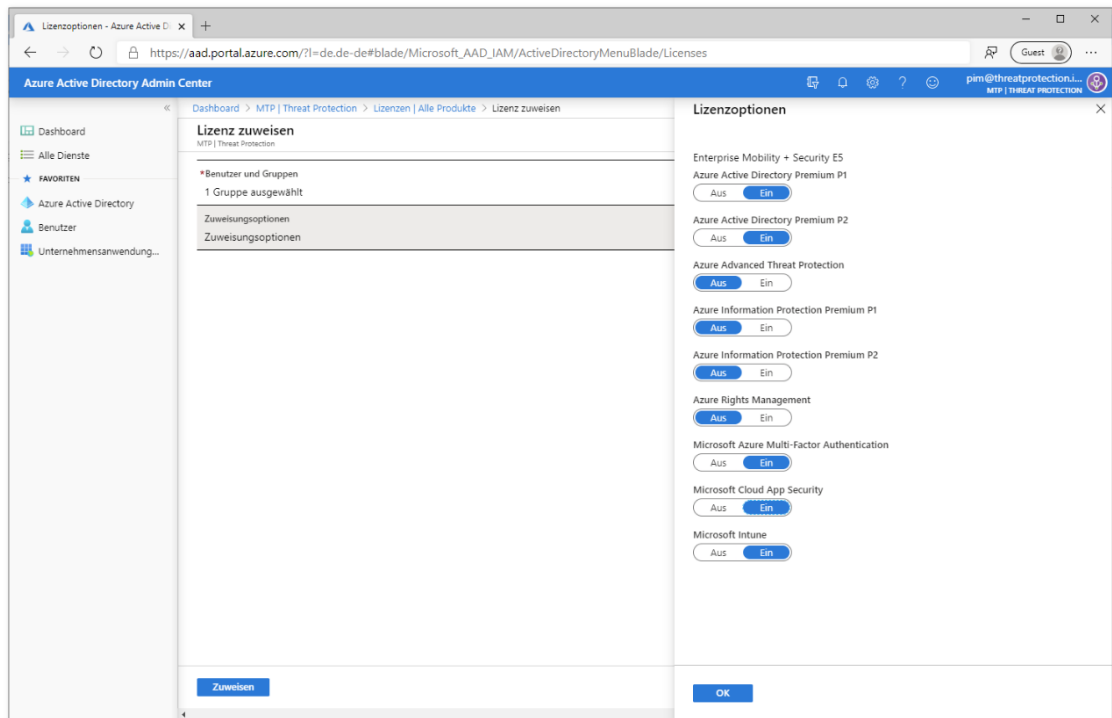 Lizenzoptionen - Azure Active D
https://aad.portal.azure.com/?l=de.de-de#blade/Microsoft_AAD_IAM/ActiveDirectoryMenuBlade/Licenses
Guest
Azure Active Directory Admin Center
pim@threatprotection.i...
MTP | THREAT PROTECTION
Dashboard
Alle Dienste
FAVORITEN
Azure Active Directory
Benutzer
Unternehmensanwendung...
Dashboard > MTP | Threat Protection > Lizenzen | Alle Produkte > Lizenz zuweisen
Lizenz zuweisen
MTP | Threat Protection
*Benutzer und Gruppen
1 Gruppe ausgewählt
Zuweisungsoptionen
Zuweisungsoptionen
Zuweisen
Lizenzoptionen
Enterprise Mobility + Security E5
Azure Active Directory Premium P1
Aus Ein
Azure Active Directory Premium P2
Aus Ein
Azure Advanced Threat Protection
Aus Ein
Azure Information Protection Premium P1
Aus Ein
Azure Information Protection Premium P2
Aus Ein
Azure Rights Management
Aus Ein
Microsoft Azure Multi-Factor Authentication
Aus Ein
Microsoft Cloud App Security
Aus Ein
Microsoft Intune
Aus Ein
OK